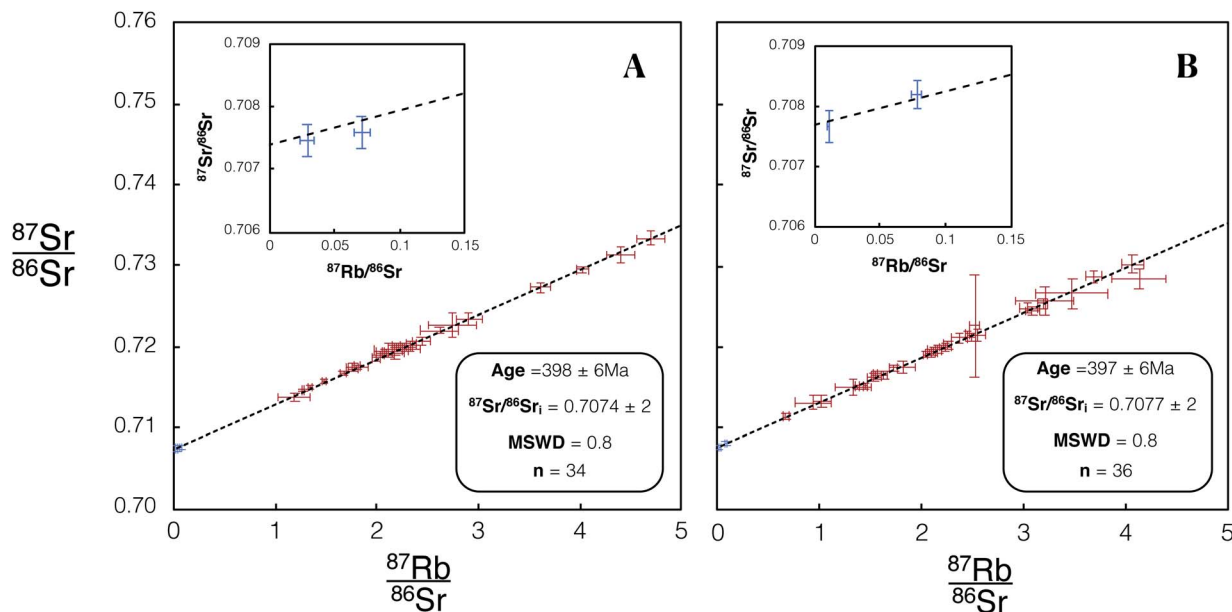 A
0.76
0.75
0.74
0.73
0.72
0.71
0.70
⁸⁷Sr
⁸⁶Sr
0.709
0.708
0.707
0.706
⁸⁷Sr/⁸⁶Sr
0 0.05 0.1 0.15
⁸⁷Rb/⁸⁶Sr
Age =398 ± 6Ma
⁸⁷Sr/⁸⁶Srᵢ = 0.7074 ± 2
MSWD = 0.8
n = 34
0 1 2 3 4 5
⁸⁷Rb
⁸⁶Sr
B
0.709
0.708
0.707
0.706
⁸⁷Sr/⁸⁶Sr
0 0.05 0.1 0.15
⁸⁷Rb/⁸⁶Sr
Age =397 ± 6Ma
⁸⁷Sr/⁸⁶Srᵢ = 0.7077 ± 2
MSWD = 0.8
n = 36
0 1 2 3 4 5
⁸⁷Rb
⁸⁶Sr